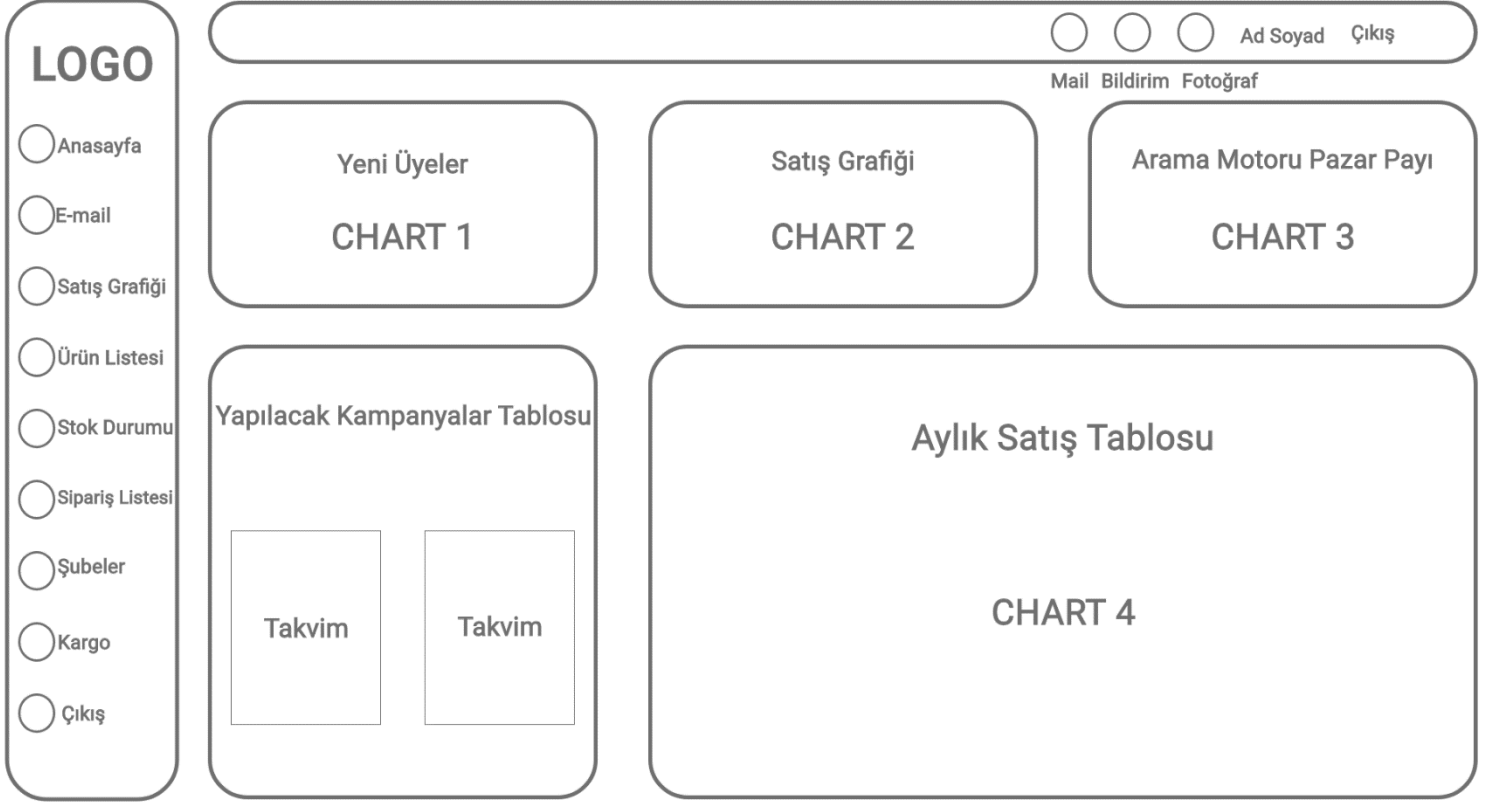 LOGO
Anasayfa
E-mail
Satış Grafiği
Ürün Listesi
Stok Durumu
Sipariş Listesi
Şubeler
Kargo
Çıkış
Ad Soyad
Çıkış
Mail
Bildirim
Fotoğraf
Yeni Üyeler
CHART 1
Satış Grafiği
CHART 2
Arama Motoru Pazar Payı
CHART 3
Yapılacak Kampanyalar Tablosu
Takvim
Takvim
Aylık Satış Tablosu
CHART 4